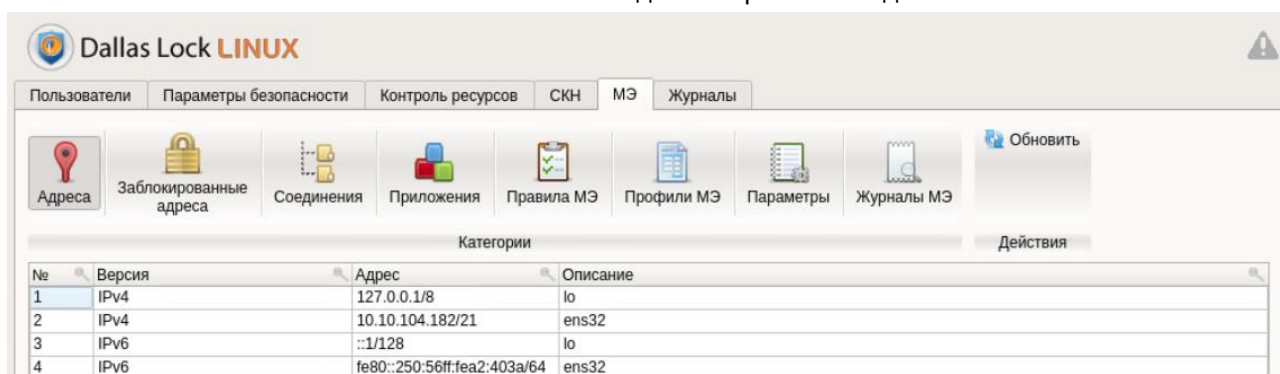 Dallas Lock LINUX
Пользователи Параметры безопасности Контроль ресурсов СКН МЭ Журналы
Адреса Заблокированные адреса Соединения Приложения Правила МЭ Профили МЭ Параметры Журналы МЭ Обновить
Категории Действия
№ Версия Адрес Описание
1 IPv4 127.0.0.1/8 lo
2 IPv4 10.10.104.182/21 ens32
3 IPv6 ::1/128 lo
4 IPv6 fe80::250:56ff:fea2:403a/64 ens32